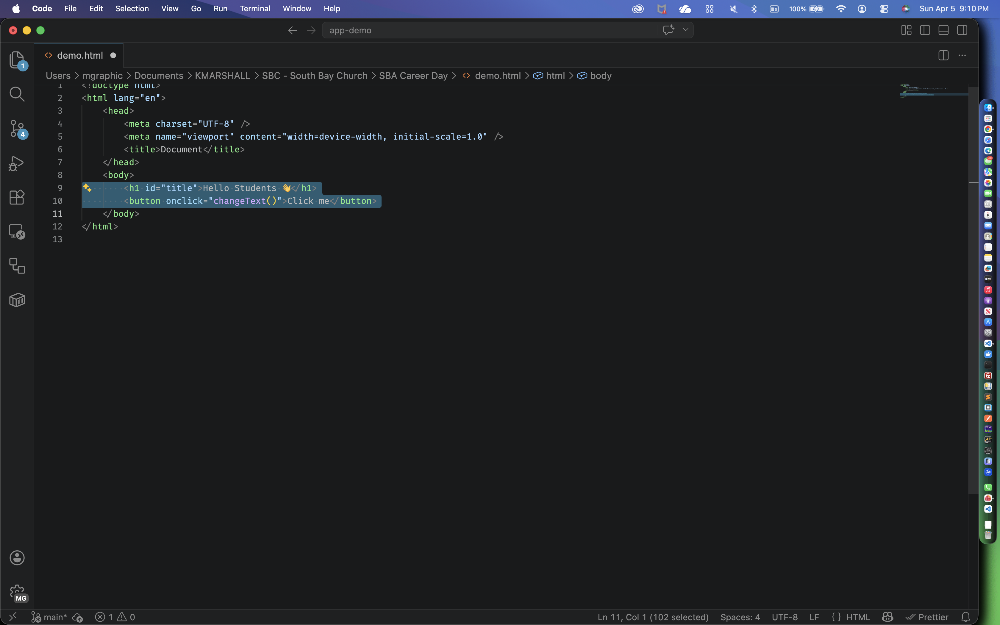 Code File Edit Selection View Go Run Terminal Window Help 100% Sun Apr 5 9:10 PM
app-demo
demo.html
1
Users > mgraphic > Documents > KMARSHALL > SBC - South Bay Church > SBA Career Day > demo.html > html > body
1 <!doctype html>
2 <html lang="en">
3 <head>
4 <meta charset="UTF-8" />
5 <meta name="viewport" content="width=device-width, initial-scale=1.0" />
6 <title>Document</title>
7 </head>
8 <body>
9 <h1 id="title">Hello Students 👋</h1>
10 <button onclick="changeText()">Click me</button>
11 </body>
12 </html>
13
4
5
tv
REW
EDIT
hp
MG
main* 1 0 Ln 11, Col 1 (102 selected) Spaces: 4 UTF-8 LF { } HTML Prettier